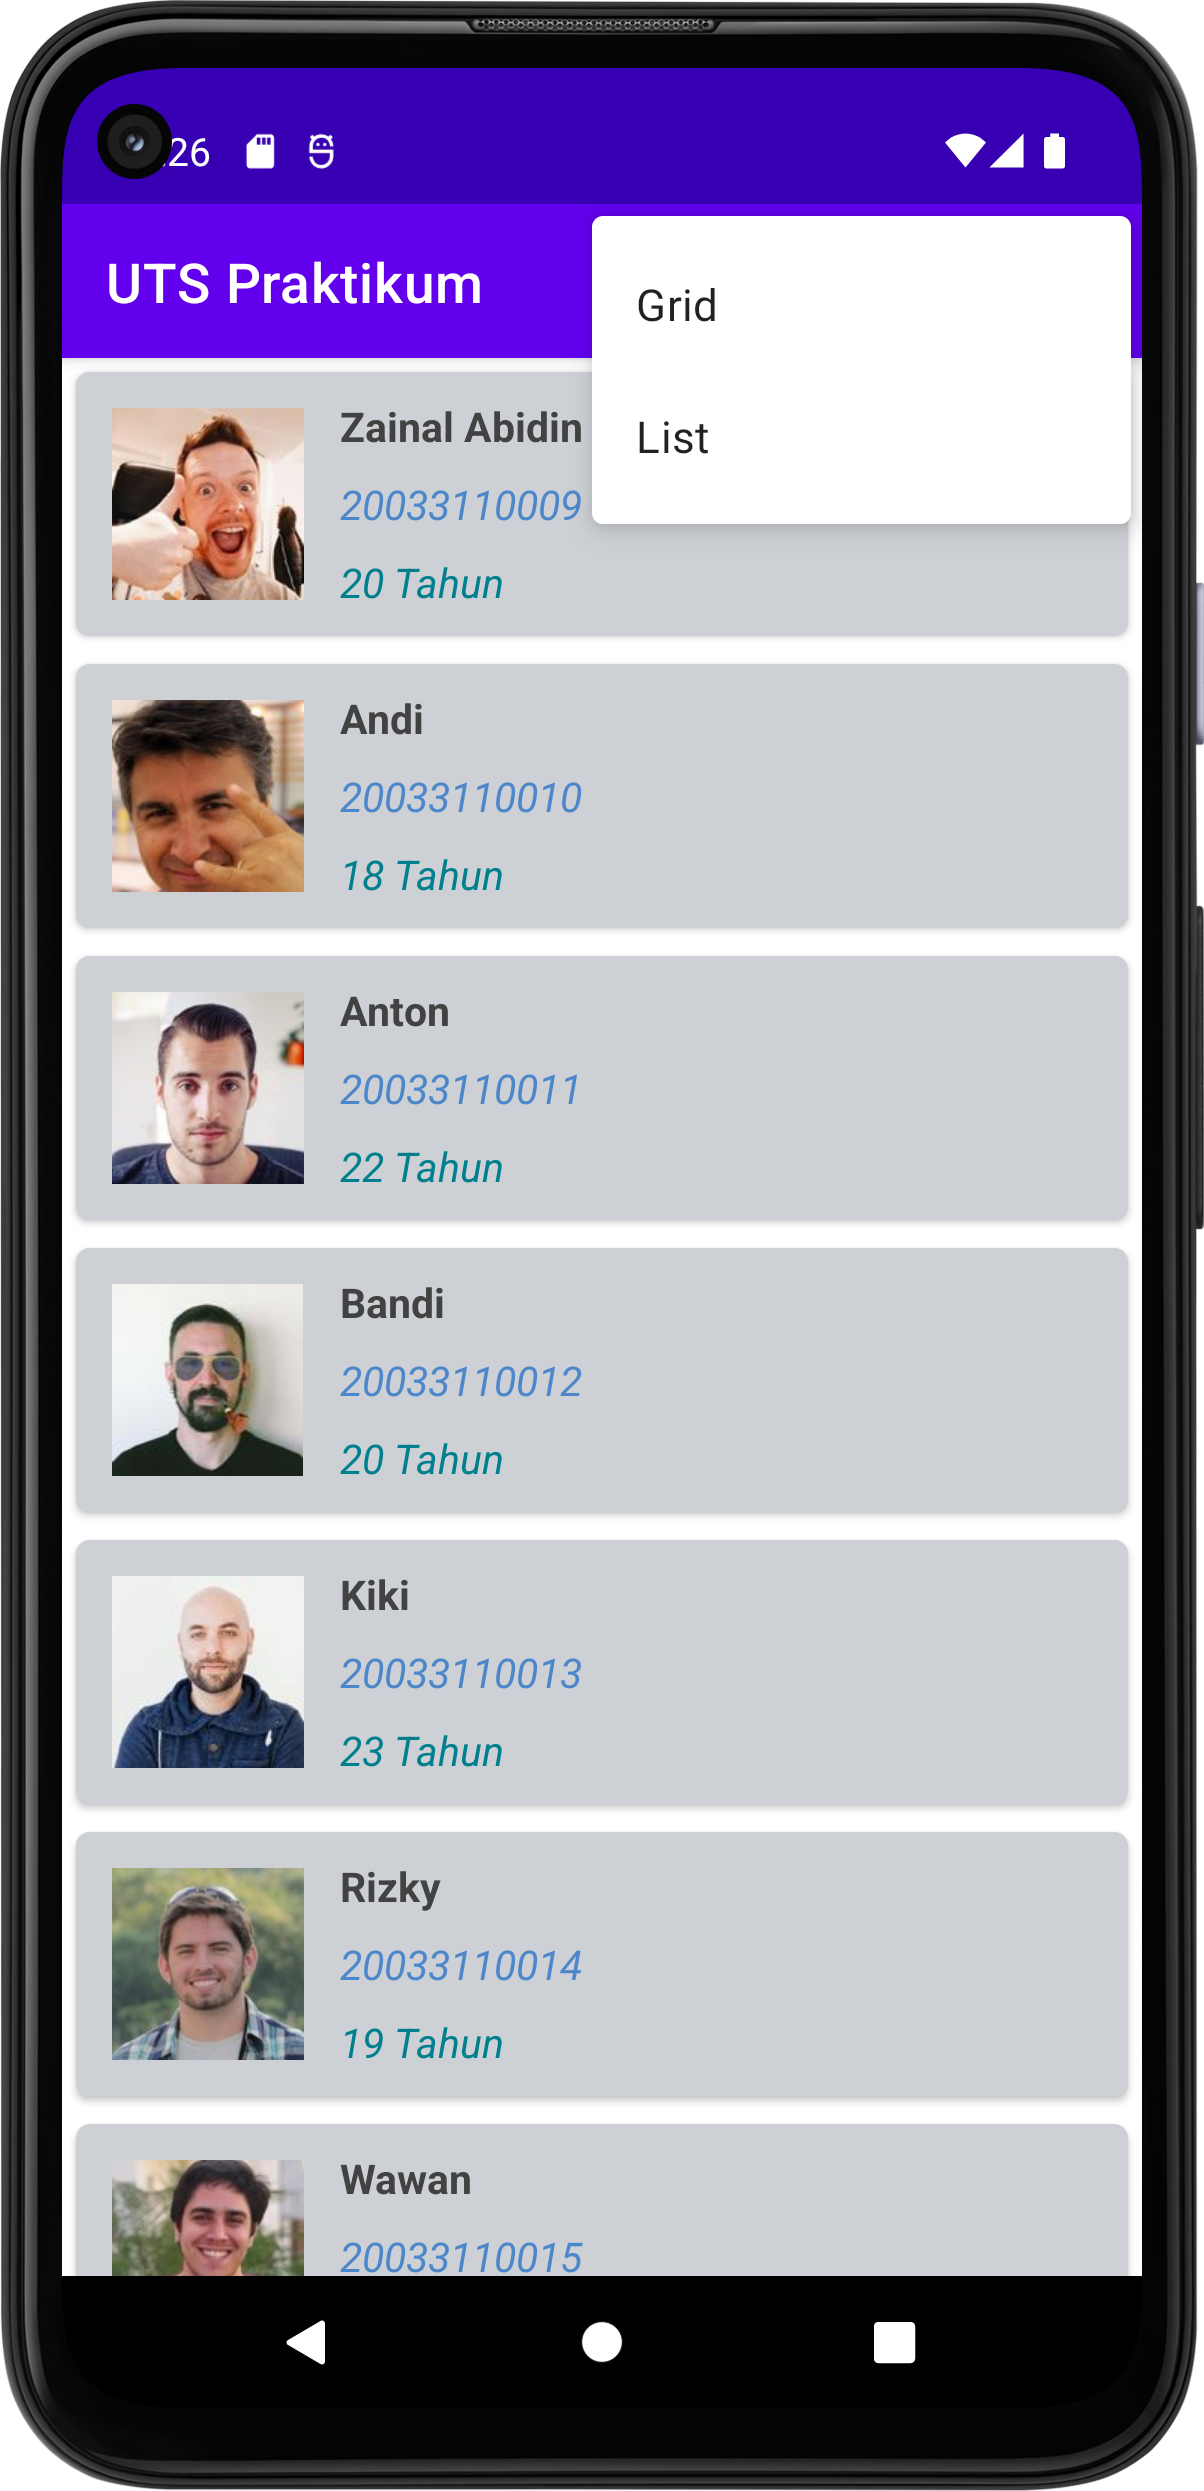 26
UTS Praktikum
Grid
List
Zainal Abidin
20033110009
20 Tahun
Andi
20033110010
18 Tahun
Anton
20033110011
22 Tahun
Bandi
20033110012
20 Tahun
Kiki
20033110013
23 Tahun
Rizky
20033110014
19 Tahun
Wawan
20033110015